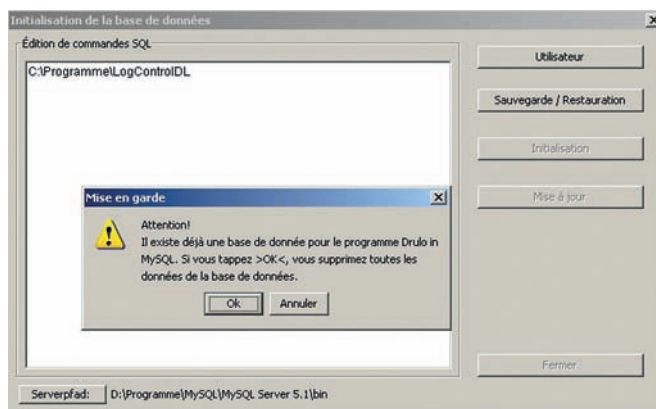 Initialisation de la base de données
Édition de commandes SQL
C:\Programme\LogControlDL
Utilisateur
Sauvegarde / Restauration
Initialisation
Mise à jour
Mise en garde
Attention!
Il existe déjà une base de donnée pour le programme Drulo in
MySQL. Si vous tappez >OK<, vous supprimez toutes les
données de la base de données.
Ok
Annuler
Fermer
Serverpfad:
D:\Programme\MySQL\MySQL Server 5.1\bin